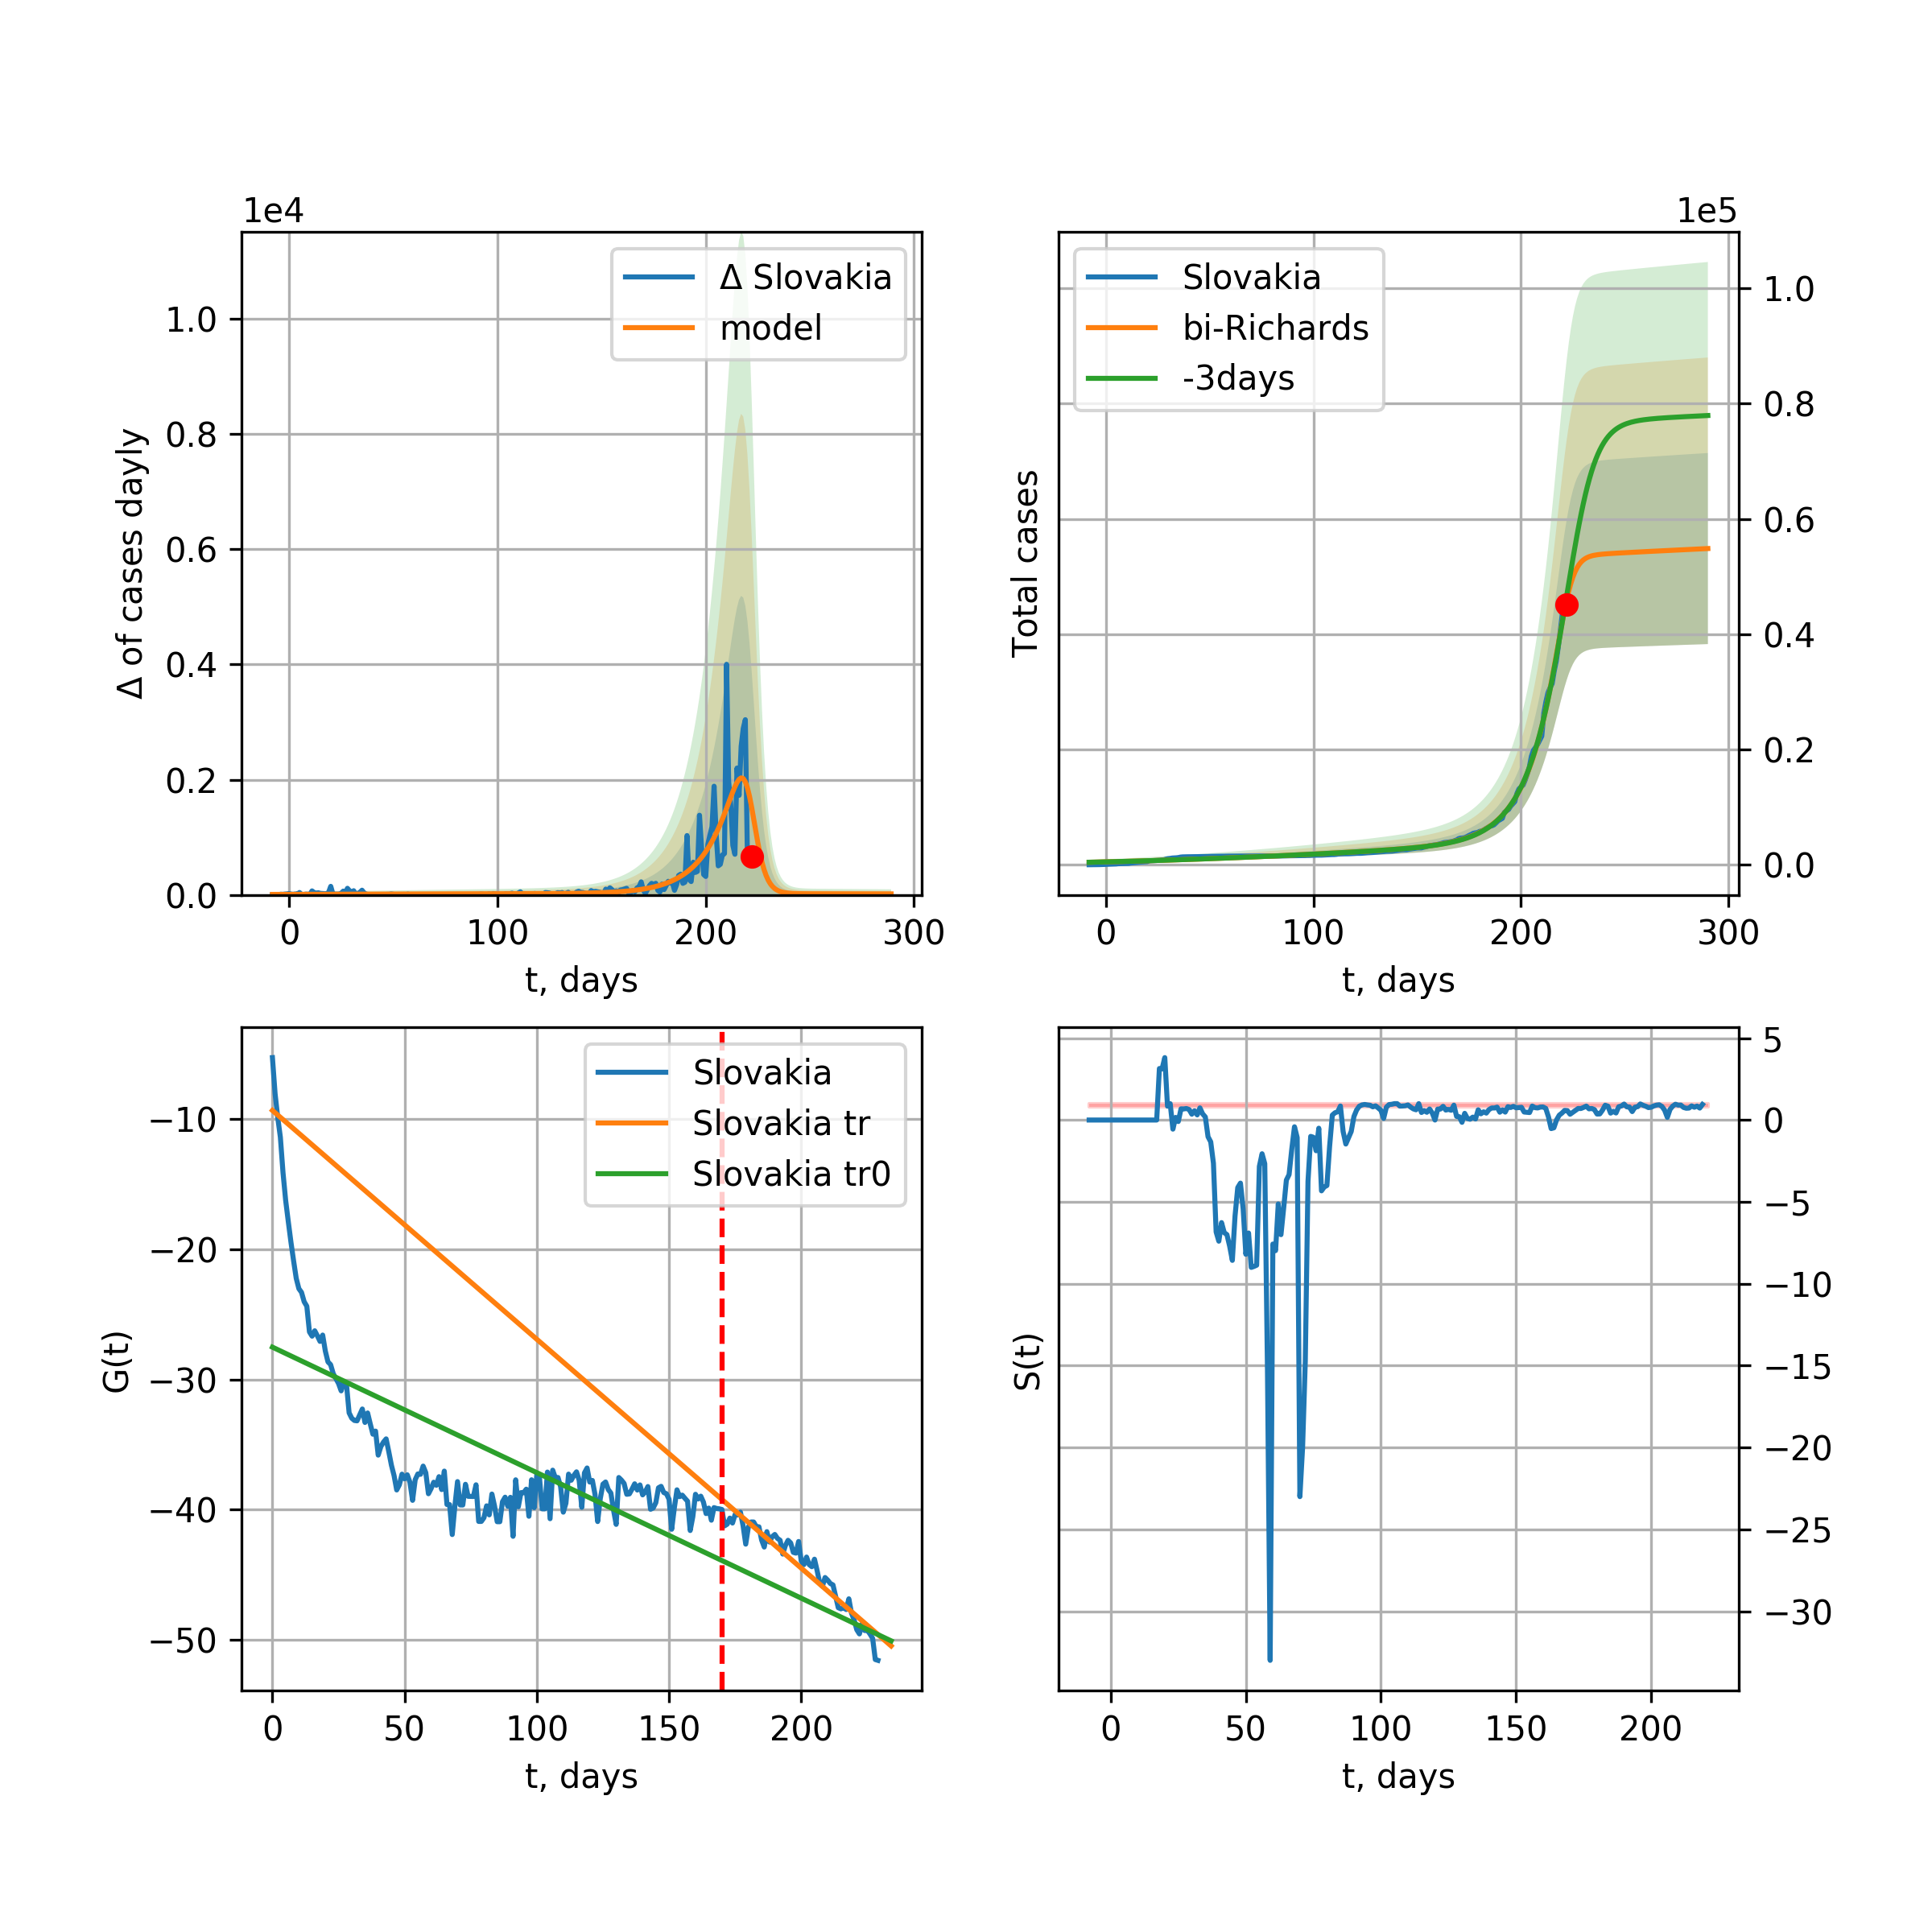 1e4
Δ of cases dayly
1.0
0.8
0.6
0.4
0.2
0.0
0 100 200 300
t, days
Δ Slovakia
model
1e5
Total cases
1.0
0.8
0.6
0.4
0.2
0.0
0 100 200 300
t, days
Slovakia
bi-Richards
-3days
G(t)
−10
−20
−30
−40
−50
0 50 100 150 200
t, days
Slovakia
Slovakia tr
Slovakia tr0
S(t)
5
0
−5
−10
−15
−20
−25
−30
0 50 100 150 200
t, days